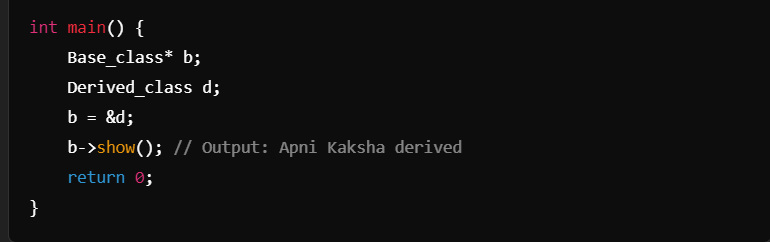 int main() {
    Base_class* b;
    Derived_class d;
    b = &d;
    b->show(); // Output: Apni Kaksha derived
    return 0;
}